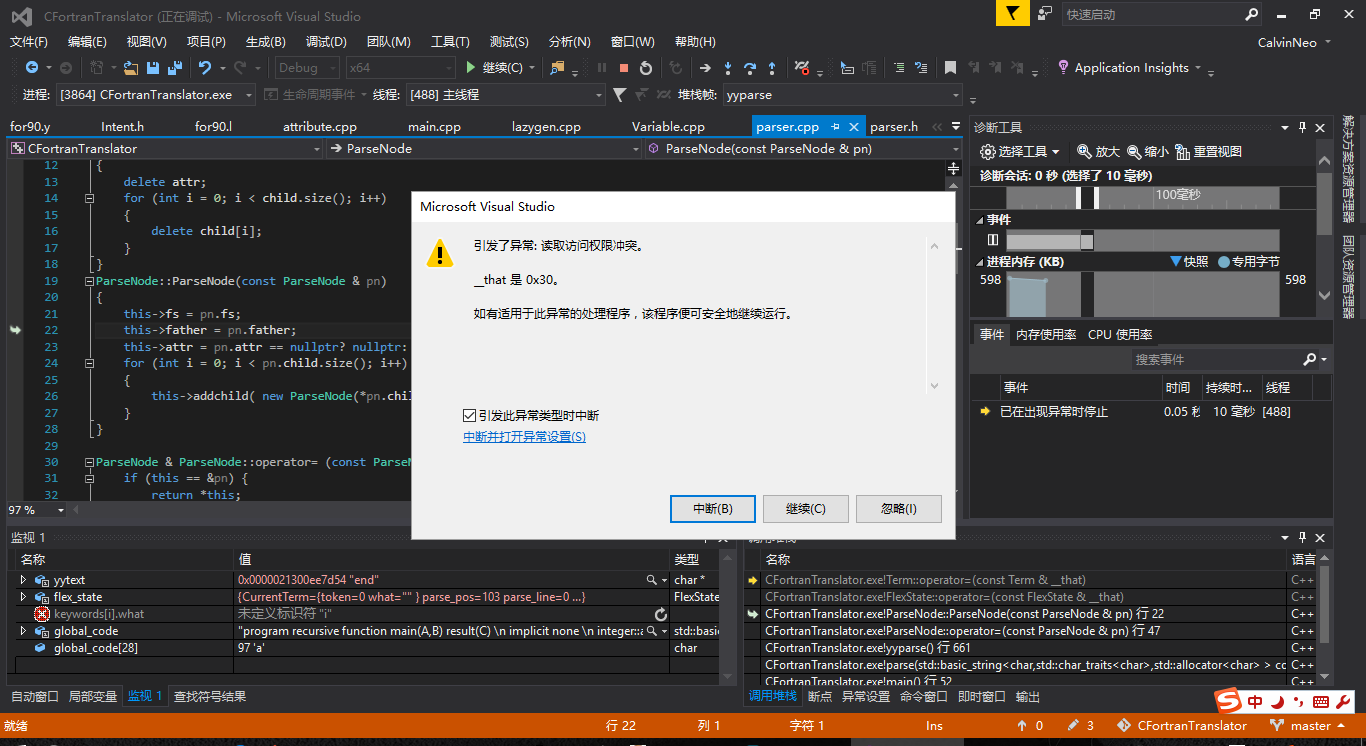 CFortranTranslator (正在调试) - Microsoft Visual Studio
快速启动
文件(F) 编辑(E) 视图(V) 项目(P) 生成(B) 调试(D) 团队(M) 工具(T) 测试(S) 分析(N) 窗口(W) 帮助(H)
CalvinNeo
Debug x64 继续(C) Application Insights
进程: [3864] CFortranTranslator.exe 生命周期事件 线程: [488] 主线程 堆栈帧: yyparse
for90.y Intent.h for90.l attribute.cpp main.cpp lazygen.cpp Variable.cpp parser.cpp parser.h
CFortranTranslator ParseNode ParseNode(const ParseNode & pn)
12 {
13 delete attr;
14 for (int i = 0; i < child.size(); i++)
15 {
16 delete child[i];
17 }
18 }
19 ParseNode::ParseNode(const ParseNode & pn)
20 {
21 this->fs = pn.fs;
22 this->father = pn.father;
23 this->attr = pn.attr == nullptr? nullptr:
24 for (int i = 0; i < pn.child.size(); i++)
25 {
26 this->addchild( new ParseNode(*pn.chi
27 }
28 }
29
30 ParseNode & ParseNode::operator= (const ParseN
31 if (this == &pn) {
32 return *this;
97 %
Microsoft Visual Studio
引发了异常: 读取访问权限冲突。
__that 是 0x30。
如有适用于此异常的处理程序，该程序便可安全地继续运行。
引发此异常类型时中断
中断并打开异常设置(S)
中断(B) 继续(C) 忽略(I)
诊断工具
选择工具 放大 缩小 重置视图
诊断会话: 0 秒 (选择了 10 毫秒)
100毫秒
事件
进程内存 (KB) 快照 专用字节
598 598
事件 内存使用率 CPU 使用率
搜索事件
事件 时间 持续时... 线程
已在出现异常时停止 0.05 秒 10 毫秒 [488]
解决方案资源管理器
团队资源管理器
监视 1
名称 值 类型
yytext 0x0000021300ee7d54 "end" char *
flex_state {CurrentTerm={token=0 what="" } parse_pos=103 parse_line=0 ...} FlexState
keywords[i].what 未定义标识符 "i"
global_code "program recursive function main(A,B) result(C) \n implicit none \n integer::a std::basic
global_code[28] 97 'a' char
自动窗口 局部变量 监视 1 查找符号结果
调用堆栈
名称 语言
CFortranTranslator.exe!Term::operator=(const Term & __that) C++
CFortranTranslator.exe!FlexState::operator=(const FlexState & __that) C++
CFortranTranslator.exe!ParseNode::ParseNode(const ParseNode & pn) 行 22 C++
CFortranTranslator.exe!ParseNode::operator=(const ParseNode & pn) 行 47 C++
CFortranTranslator.exe!yyparse() 行 661 C++
CFortranTranslator.exe!parse(std::basic_string<char,std::char_traits<char>,std::allocator<char> > co C++
CFortranTranslator.exe!main() 行 52 C++
调用堆栈 断点 异常设置 命令窗口 即时窗口 输出
中
就绪 行 22 列 1 字符 1 Ins 0 3 CFortranTranslator master